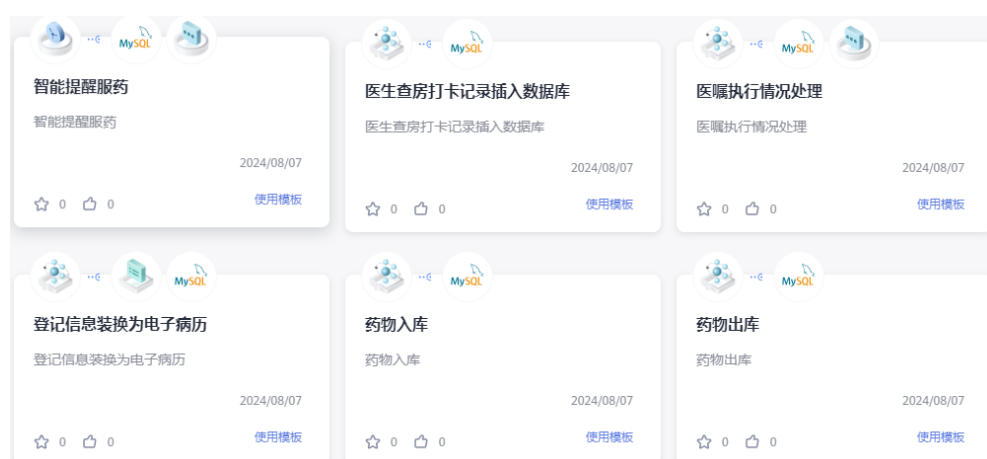 MySQL
智能提醒服药
智能提醒服药
2024/08/07
0 0 使用模板
MySQL
医生查房打卡记录插入数据库
医生查房打卡记录插入数据库
2024/08/07
0 0 使用模板
MySQL
医嘱执行情况处理
医嘱执行情况处理
2024/08/07
0 0 使用模板
MySQL
登记信息装换为电子病历
登记信息装换为电子病历
2024/08/07
0 0 使用模板
MySQL
药物入库
药物入库
2024/08/07
0 0 使用模板
MySQL
药物出库
药物出库
2024/08/07
0 0 使用模板